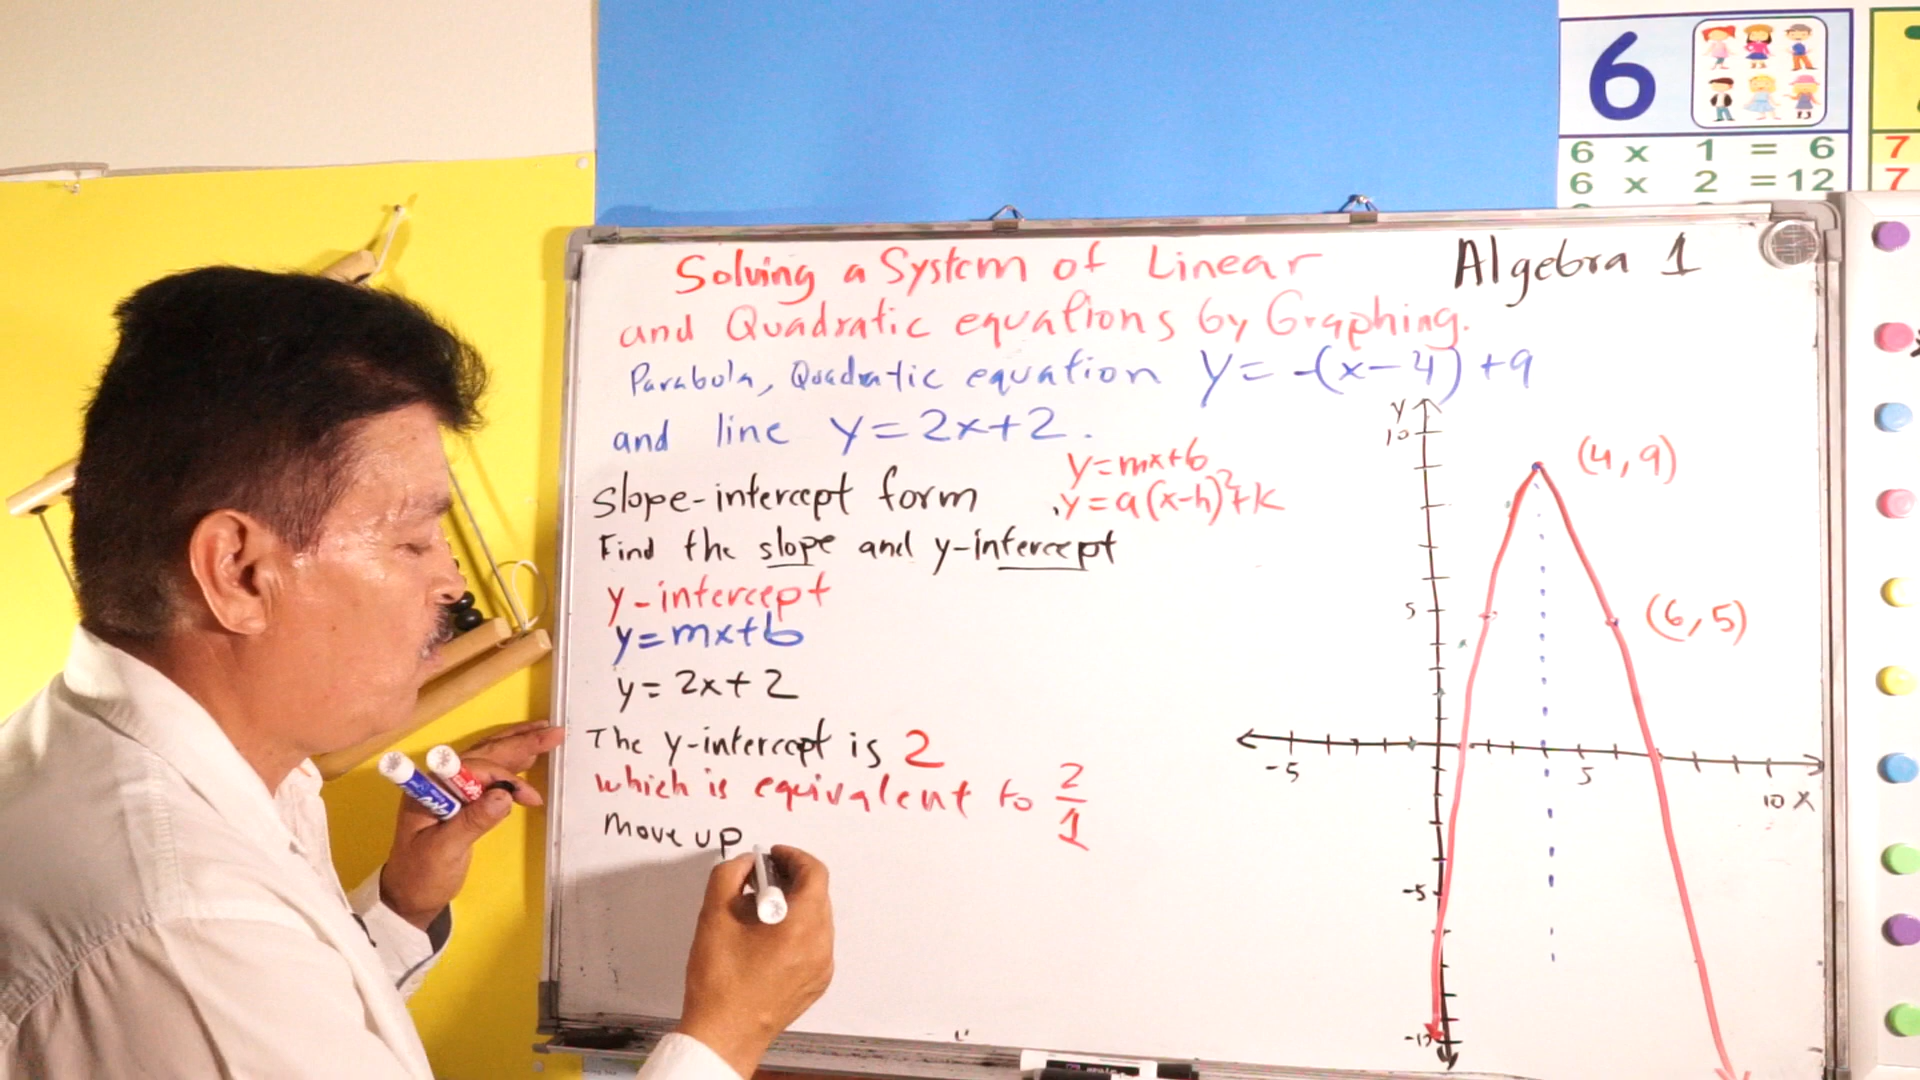 6
6 x 1 = 6
6 x 2 = 12
7
7
Solving a System of Linear
and Quadratic equations by Graphing.
Algebra 1
Parabola, Quadratic equation y = -(x-4) + 9
and line y = 2x+2.
Slope-intercept form
y=mx+b
y=a(x-h)²+k
Find the slope and y-intercept
y-intercept
y=mx+b
y=2x+2
The y-intercept is 2
which is equivalent to 2/1
Move up
y
10
(4,9)
5
(6,5)
-5
5
10 X
-5